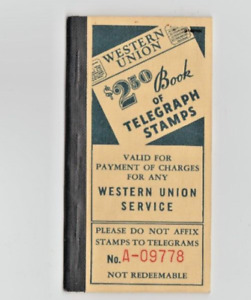 WESTERN
UNION
$2.50 Book
OF
TELEGRAPH
STAMPS
VALID FOR
PAYMENT OF CHARGES
FOR ANY
WESTERN UNION
SERVICE
PLEASE DO NOT AFFIX
STAMPS TO TELEGRAMS
No. A-09778
NOT REDEEMABLE